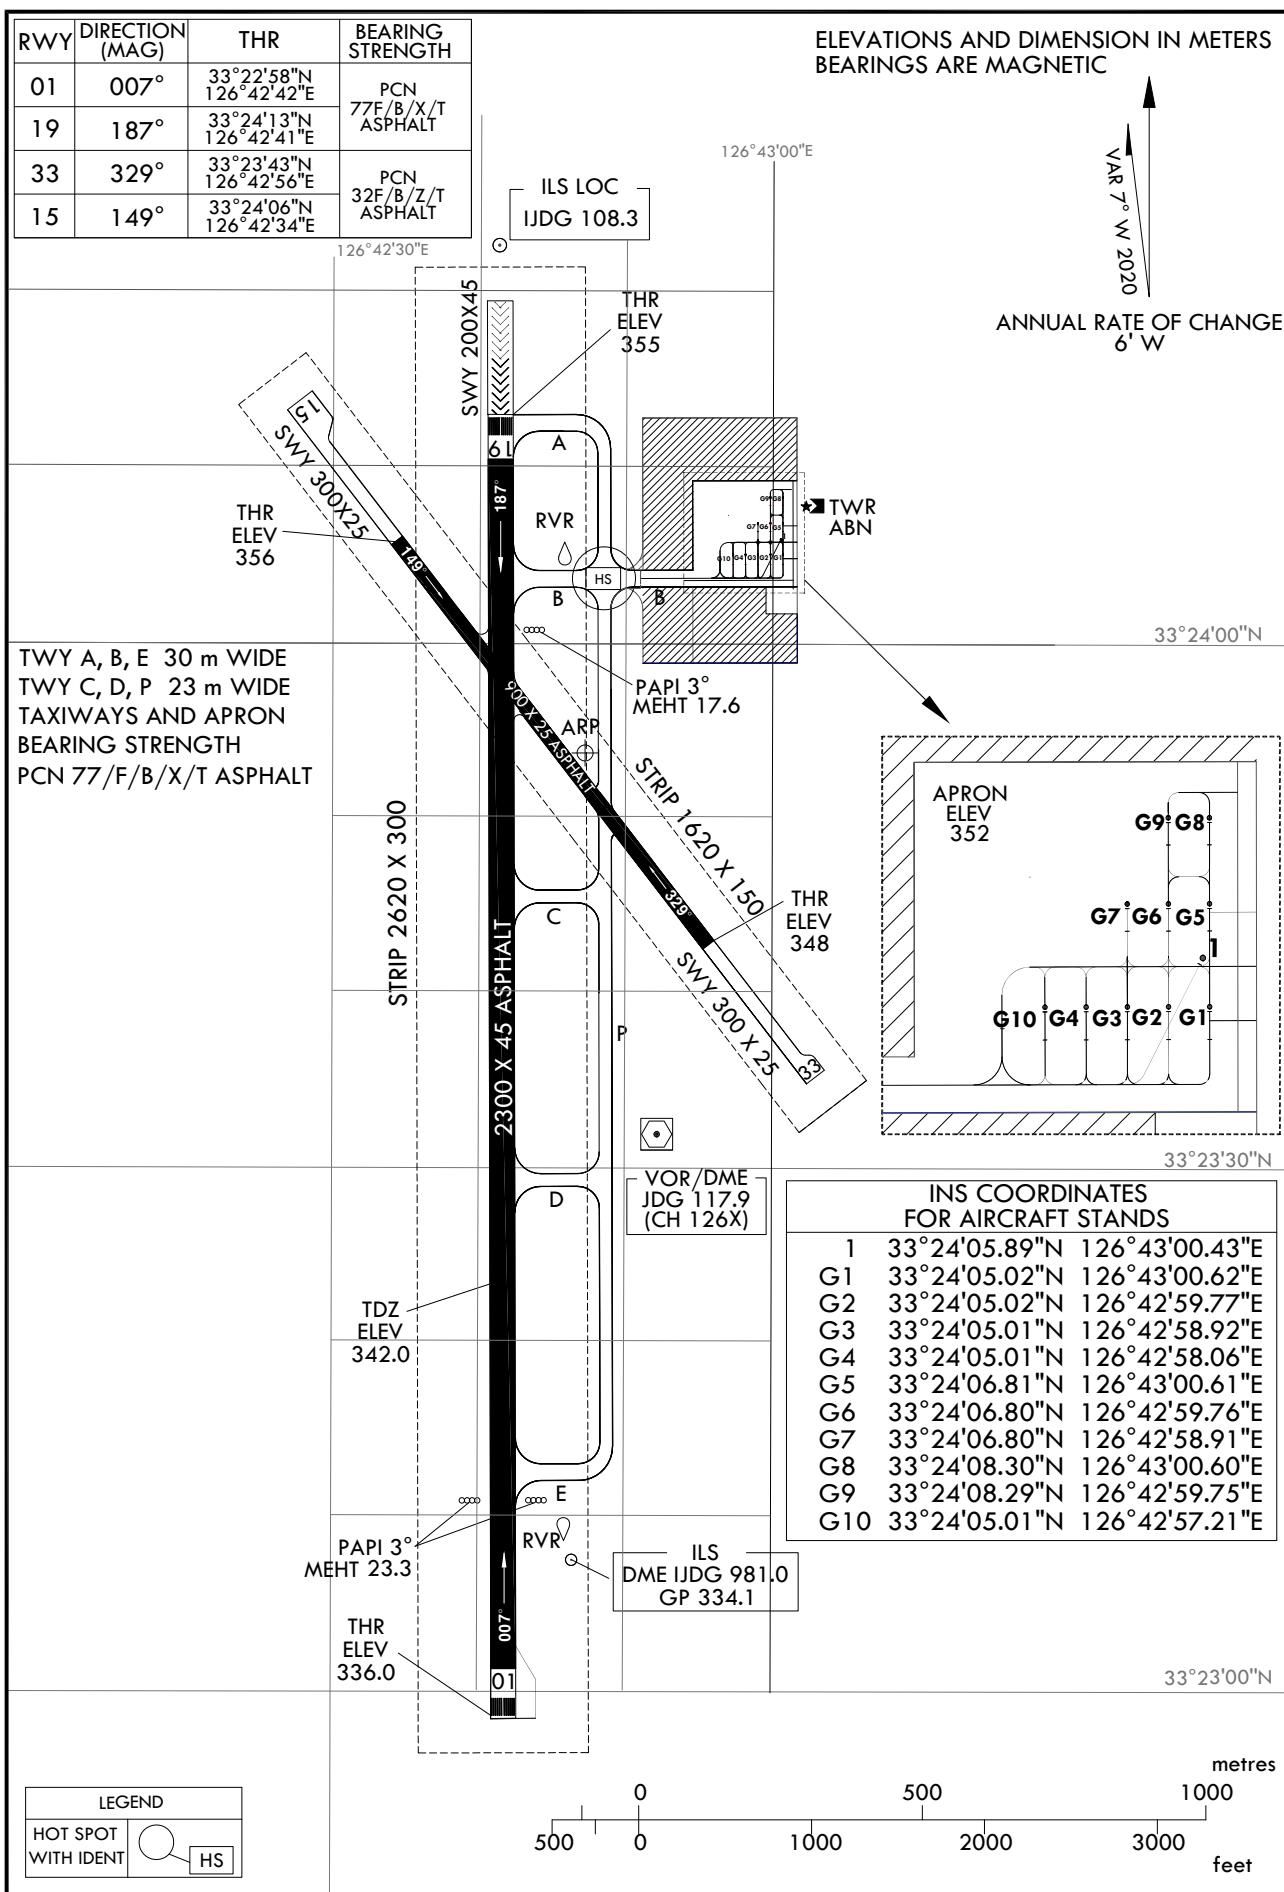 RWY DIRECTION (MAG) THR BEARING STRENGTH
01 007° 33°22'58"N 126°42'42"E PCN 77F/B/X/T ASPHALT
19 187° 33°24'13"N 126°42'41"E
33 329° 33°23'43"N 126°42'56"E PCN 32F/B/Z/T ASPHALT
15 149° 33°24'06"N 126°42'34"E
ELEVATIONS AND DIMENSION IN METERS
BEARINGS ARE MAGNETIC
VAR 7° W 2020
ANNUAL RATE OF CHANGE
6' W
126°43'00"E
126°42'30"E
ILS LOC
IJDG 108.3
SWY 200X45
THR
ELEV
355
15
SWY 300X25
THR
ELEV
356
149°
19
187°
A
RVR
HS
B
B
G9 G8
G7 G6 G5
G10 G4 G3 G2 G1
TWR
ABN
33°24'00"N
TWY A, B, E 30 m WIDE
TWY C, D, P 23 m WIDE
TAXIWAYS AND APRON
BEARING STRENGTH
PCN 77/F/B/X/T ASPHALT
PAPI 3°
MEHT 17.6
900 X 25 ASPHALT
ARP
STRIP 1620 X 150
STRIP 2620 X 300
2300 X 45 ASPHALT
329°
THR
ELEV
348
SWY 300 X 25
33
C
P
APRON
ELEV
352
G9 G8
G7 G6 G5
1
G10 G4 G3 G2 G1
33°23'30"N
VOR/DME
JDG 117.9
(CH 126X)
D
TDZ
ELEV
342.0
INS COORDINATES
FOR AIRCRAFT STANDS
1 33°24'05.89"N 126°43'00.43"E
G1 33°24'05.02"N 126°43'00.62"E
G2 33°24'05.02"N 126°42'59.77"E
G3 33°24'05.01"N 126°42'58.92"E
G4 33°24'05.01"N 126°42'58.06"E
G5 33°24'06.81"N 126°43'00.61"E
G6 33°24'06.80"N 126°42'59.76"E
G7 33°24'06.80"N 126°42'58.91"E
G8 33°24'08.30"N 126°43'00.60"E
G9 33°24'08.29"N 126°42'59.75"E
G10 33°24'05.01"N 126°42'57.21"E
E
PAPI 3°
MEHT 23.3
RVR
ILS
DME IJDG 981.0
GP 334.1
007°
THR
ELEV
336.0
01
33°23'00"N
LEGEND
HOT SPOT
WITH IDENT
HS
metres
0 500 1000
500 0 1000 2000 3000
feet